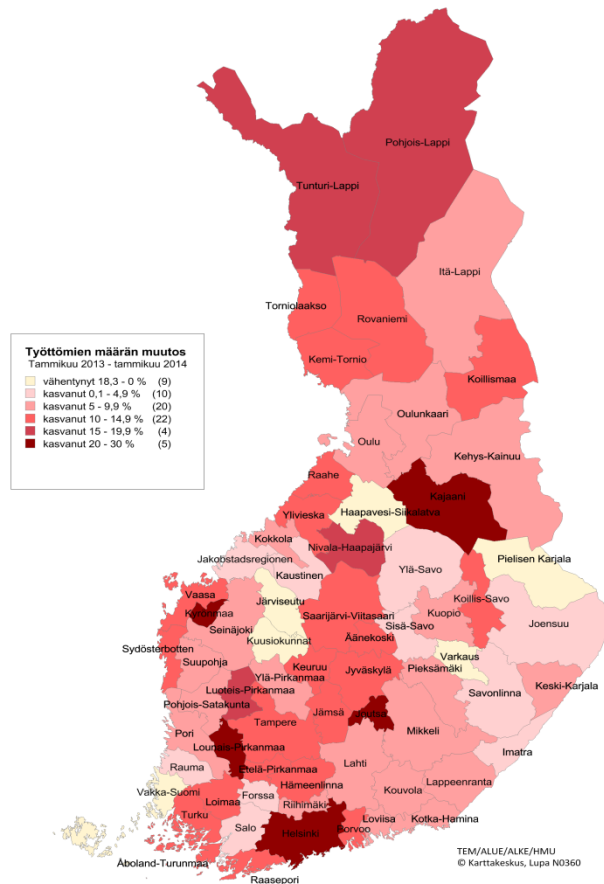 Pohjois-Lappi
Tunturi-Lappi
Itä-Lappi
Torniolaakso
Rovaniemi
Työttömien määrän muutos
Tammikuu 2013 - tammikuu 2014
vähentynyt 18,3 - 0 % (9)
kasvanut 0,1 - 4,9 % (10)
kasvanut 5 - 9,9 % (20)
kasvanut 10 - 14,9 % (22)
kasvanut 15 - 19,9 % (4)
kasvanut 20 - 30 % (5)
Kemi-Tornio
Koillismaa
Oulunkaari
Oulu
Kehys-Kainuu
Raahe
Kajaani
Haapavesi-Siikalatva
Ylivieska
Kokkola
Nivala-Haapajärvi
Pielisen Karjala
Jakobstadsregionen
Ylä-Savo
Kaustinen
Vaasa
Järviseutu
Koillis-Savo
Kyrönmaa
Saarijärvi-Viitasaari
Kuopio
Sisä-Savo
Joensuu
Seinäjoki
Kuusiokunnat
Äänekoski
Sydösterbotten
Varkaus
Suupohja
Keuruu
Jyväskylä
Pieksämäki
Ylä-Pirkanmaa
Keski-Karjala
Luoteis-Pirkanmaa
Savonlinna
Pohjois-Satakunta
Tampere
Jämsä
Joutsa
Mikkeli
Pori
Lounais-Pirkanmaa
Imatra
Rauma
Etelä-Pirkanmaa
Lahti
Lappeenranta
Vakka-Suomi
Hämeenlinna
Kouvola
Forssa
Loimaa
Riihimäki
Turku
Loviisa
Kotka-Hamina
Salo
Helsinki
Porvoo
Åboland-Turunmaa
Raasepori
TEM/ALUE/ALKE/HMU
© Karttakeskus, Lupa N0360